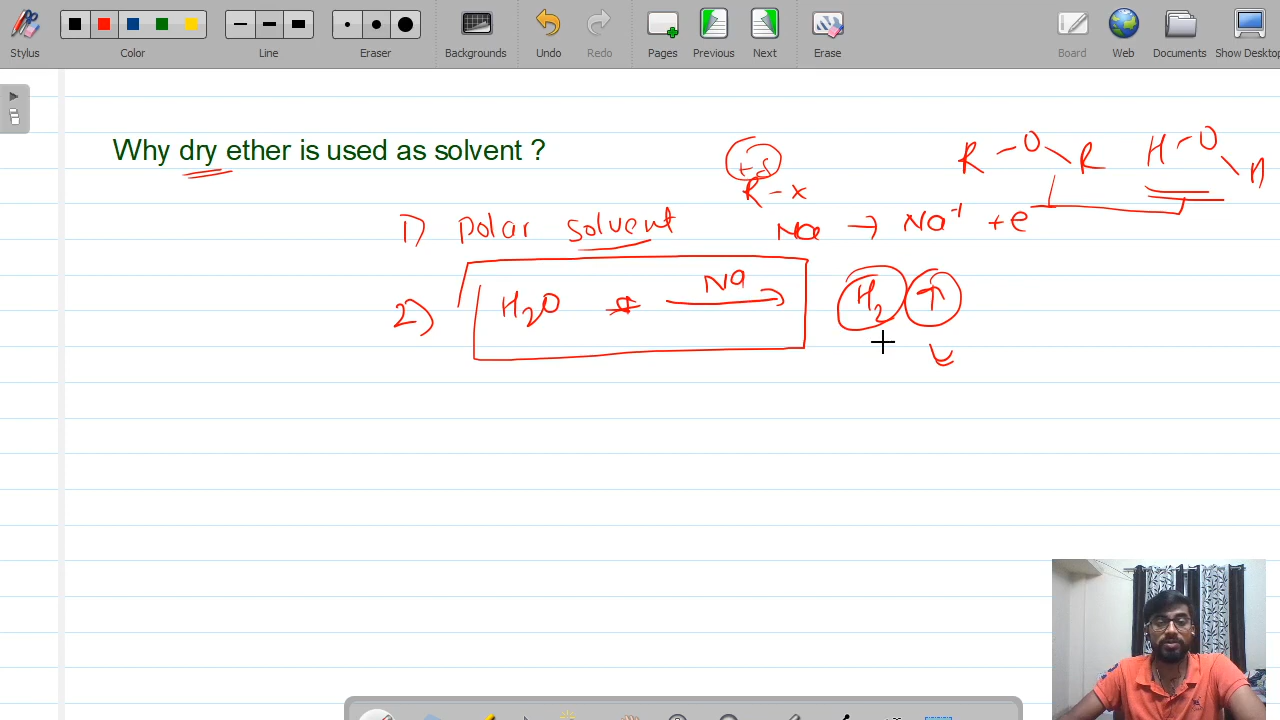 Stylus Color Line Eraser Backgrounds Undo Redo Pages Previous Next Erase Board Web Documents Show Desktop
Why dry ether is used as solvent ?
R-O-R H-O-H
+δ
R-x
1) Polar solvent Na → Na⁺ + e
2) H₂O Na → H₂ ↑